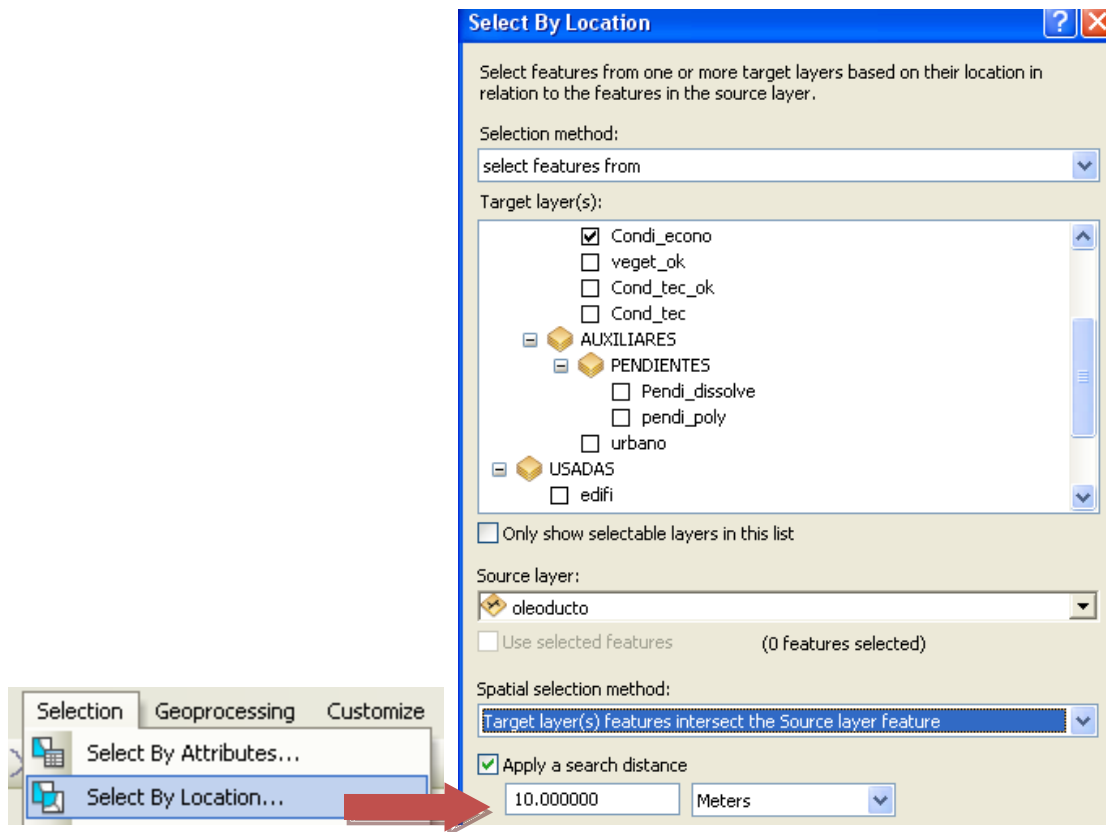 Select By Location
Select features from one or more target layers based on their location in
relation to the features in the source layer.
Selection method:
select features from
Target layer(s):
Condi_econo
veget_ok
Cond_tec_ok
Cond_tec
AUXILIARES
PENDIENTES
Pendi_dissolve
pendi_poly
urbano
USADAS
edifi
Only show selectable layers in this list
Source layer:
oleoducto
Use selected features (0 features selected)
Spatial selection method:
Target layer(s) features intersect the Source layer feature
Apply a search distance
10.000000 Meters
Selection Geoprocessing Customize
Select By Attributes...
Select By Location...